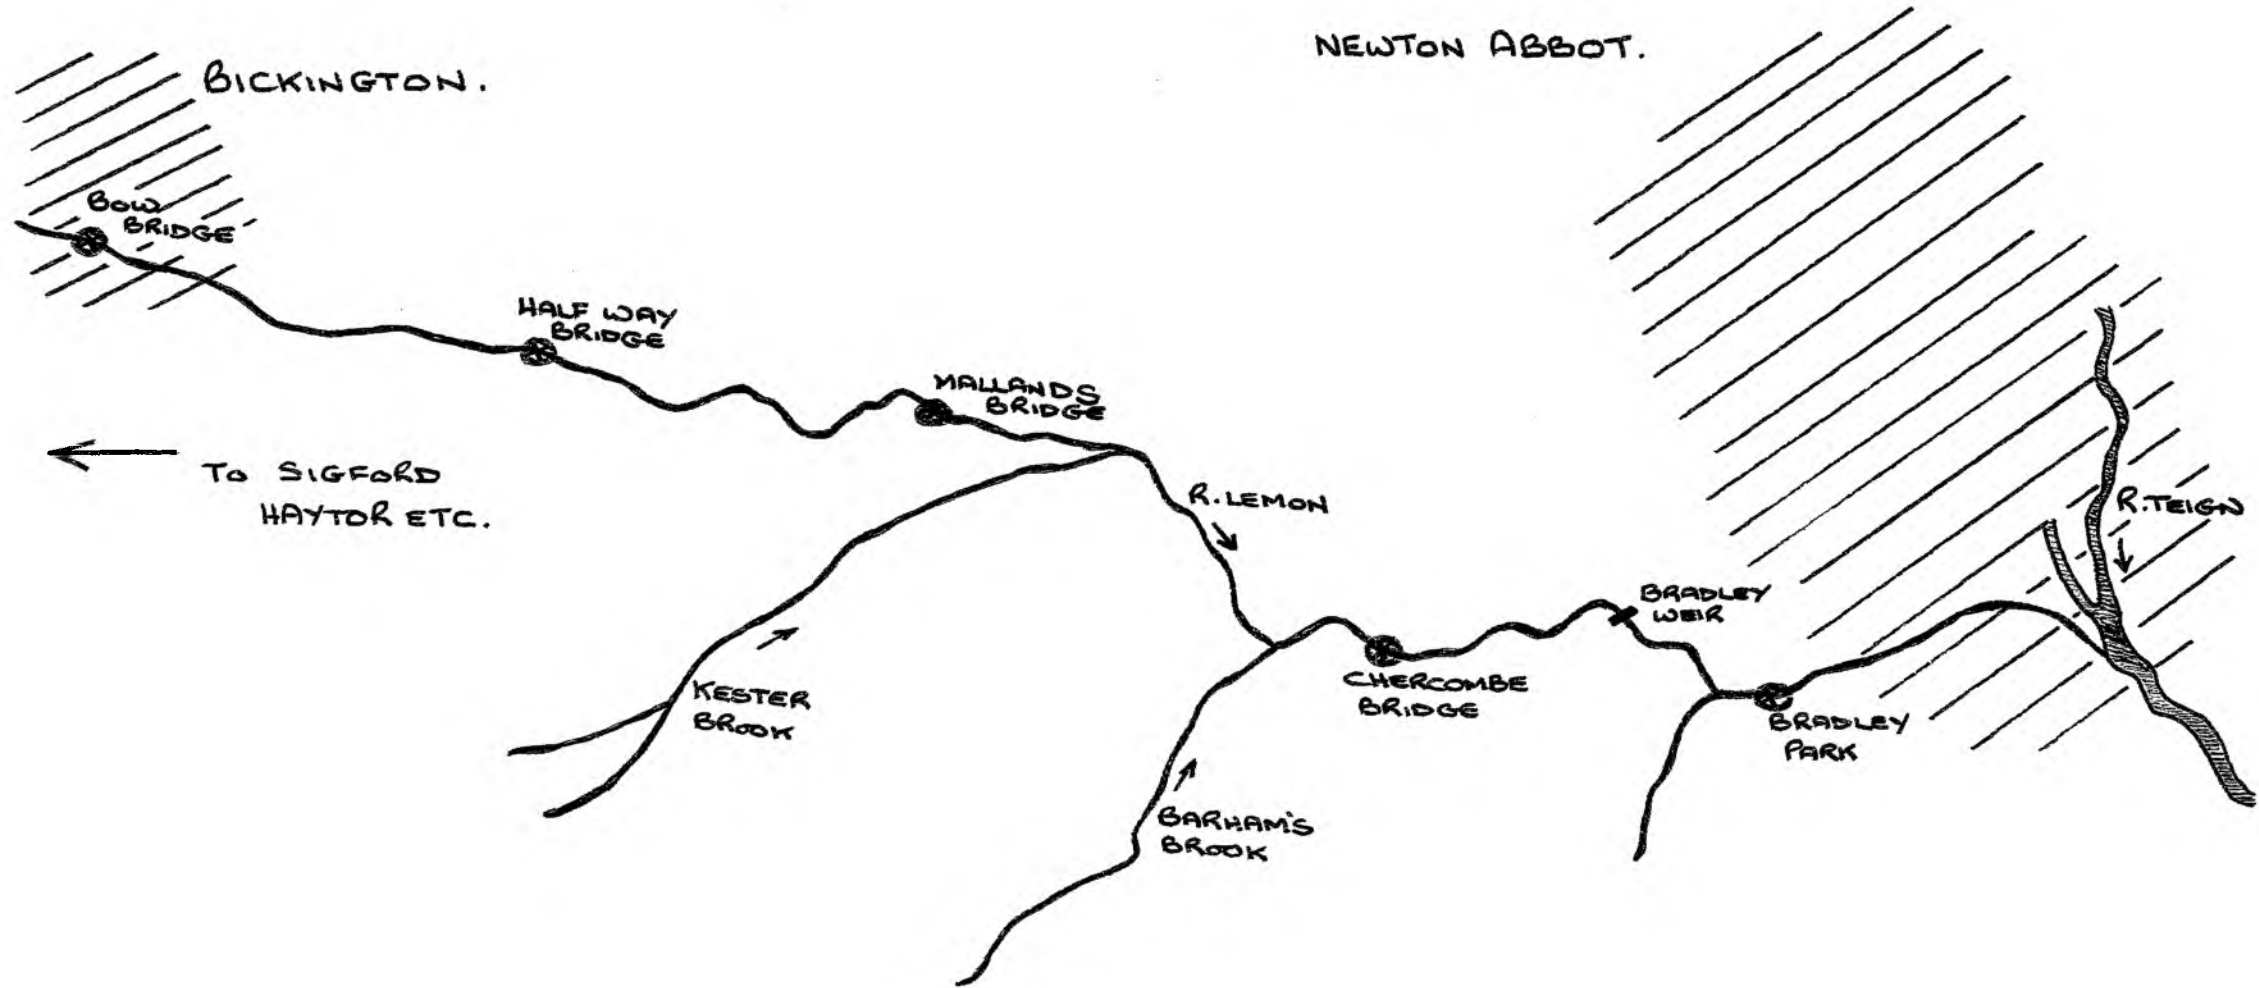 BICKINGTON.
NEWTON ABBOT.
BOW
BRIDGE
HALF WAY
BRIDGE
MALLANDS
BRIDGE
TO SIGFORD
HAYTOR ETC.
R. LEMON
R. TEIGN
BRADLEY
WEIR
CHERCOMBE
BRIDGE
KESTER
BROOK
BRADLEY
PARK
BARHAM'S
BROOK